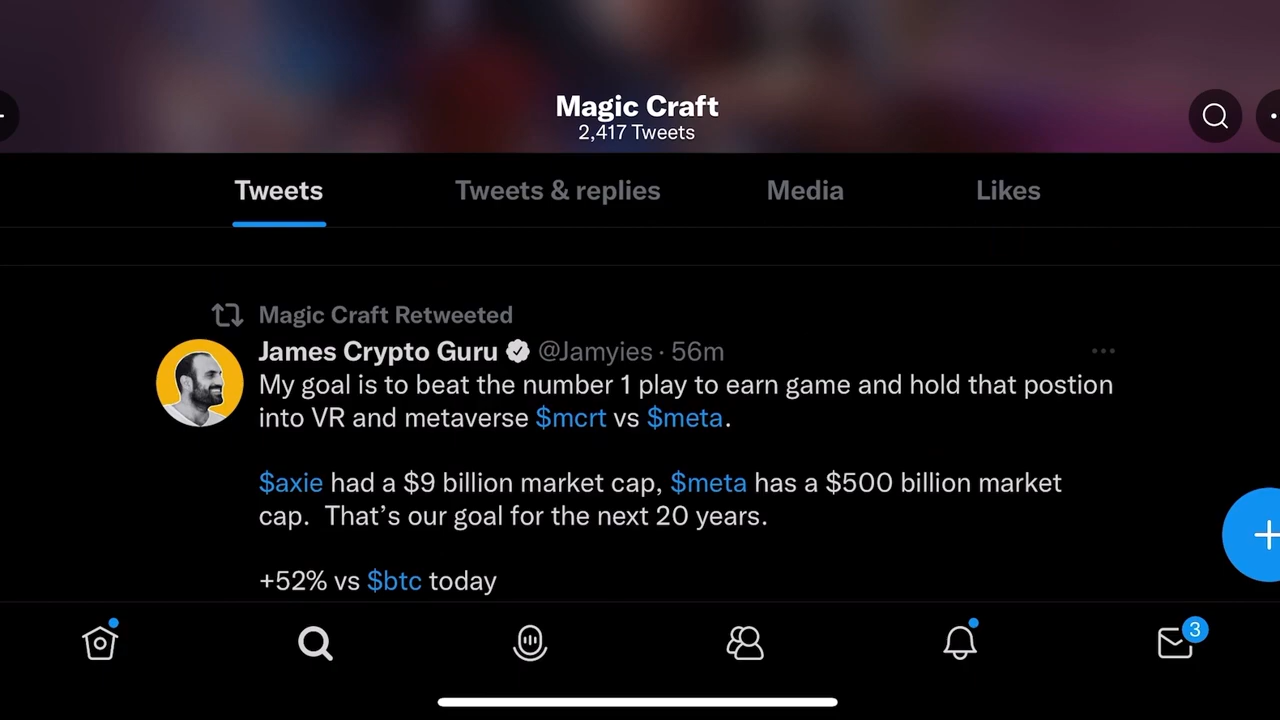 Magic Craft
2,417 Tweets
Tweets
Tweets & replies
Media
Likes
Magic Craft Retweeted
James Crypto Guru @Jamyies · 56m
My goal is to beat the number 1 play to earn game and hold that postion
into VR and metaverse $mcrt vs $meta.
$axie had a $9 billion market cap, $meta has a $500 billion market
cap.  That’s our goal for the next 20 years.
+52% vs $btc today
3